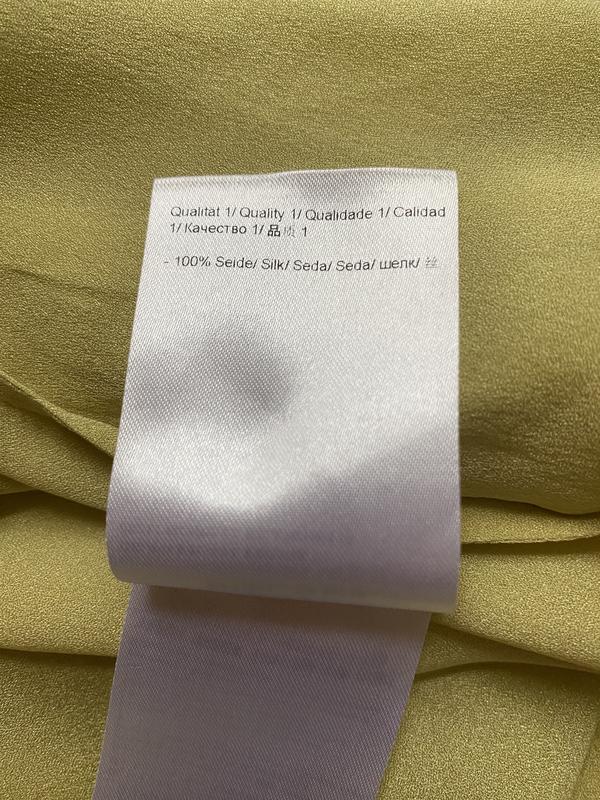 Qualität 1/ Quality 1/ Qualidade 1/ Calidad
1/ Качество 1/ 品质 1
- 100% Seide/ Silk/ Seda/ Seda/ шелк/ 丝